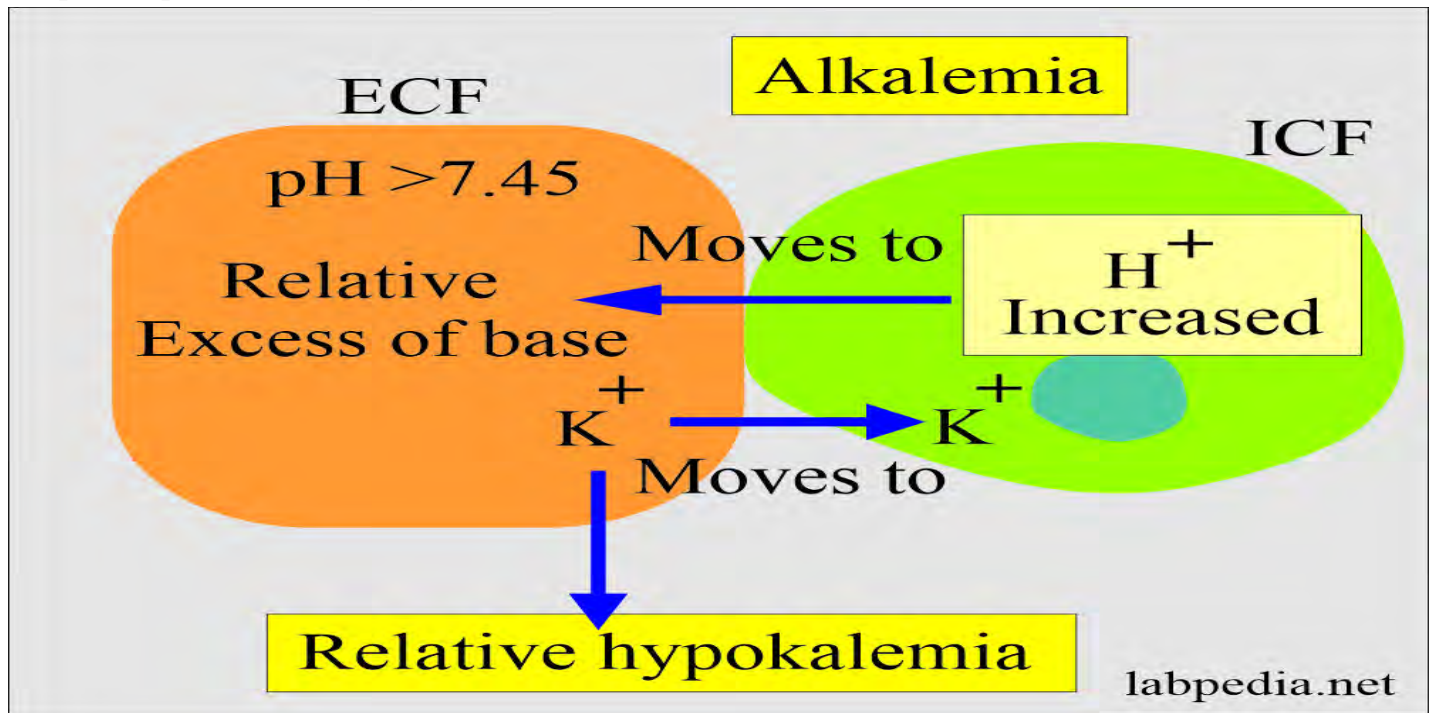 Alkalemia
ECF
ICF
pH >7.45
Moves to
H+
Relative
Increased
Excess of base
K+
K+
Moves to
Relative hypokalemia
labpedia.net